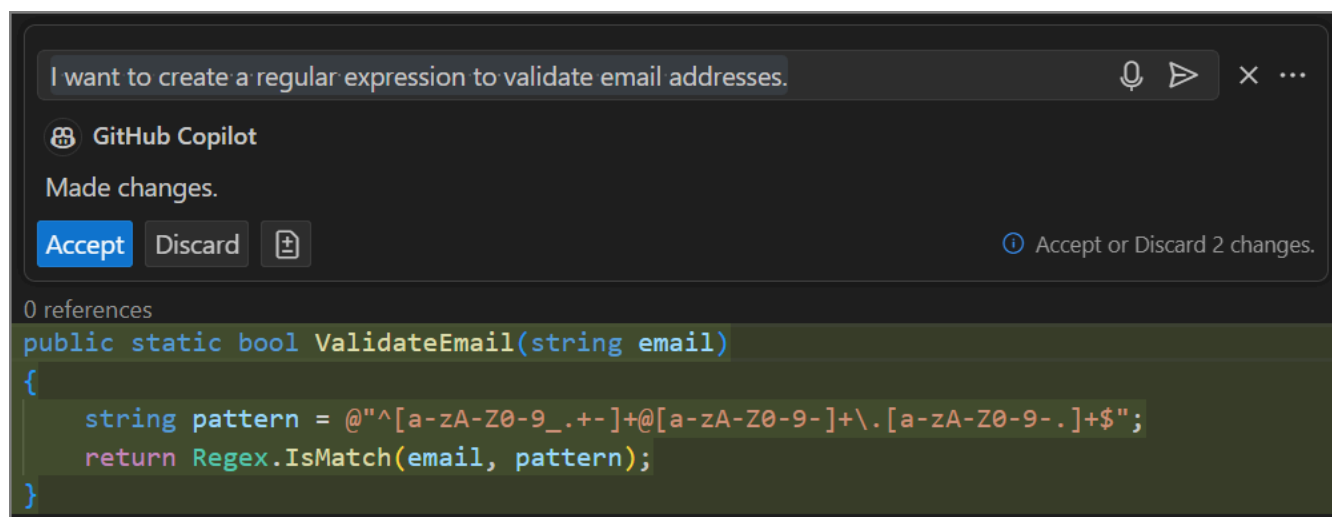 I want to create a regular expression to validate email addresses.
GitHub Copilot
Made changes.
Accept Discard Accept or Discard 2 changes.
0 references
public static bool ValidateEmail(string email)
{
    string pattern = @"^[a-zA-Z0-9_.+-]+@[a-zA-Z0-9-]+\.[a-zA-Z0-9-.]+$";
    return Regex.IsMatch(email, pattern);
}